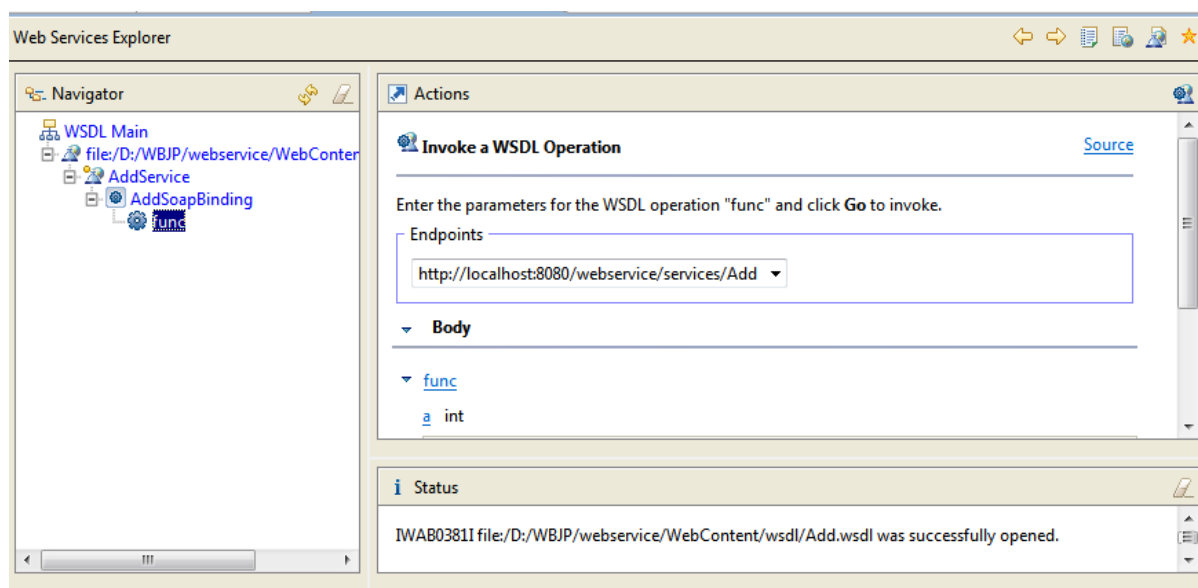 Web Services Explorer
Navigator
WSDL Main
file:/D:/WBJP/webservice/WebConter
AddService
AddSoapBinding
func
Actions
Invoke a WSDL Operation
Source
Enter the parameters for the WSDL operation "func" and click Go to invoke.
Endpoints
http://localhost:8080/webservice/services/Add
Body
func
a int
i Status
IWAB0381I file:/D:/WBJP/webservice/WebContent/wsdl/Add.wsdl was successfully opened.